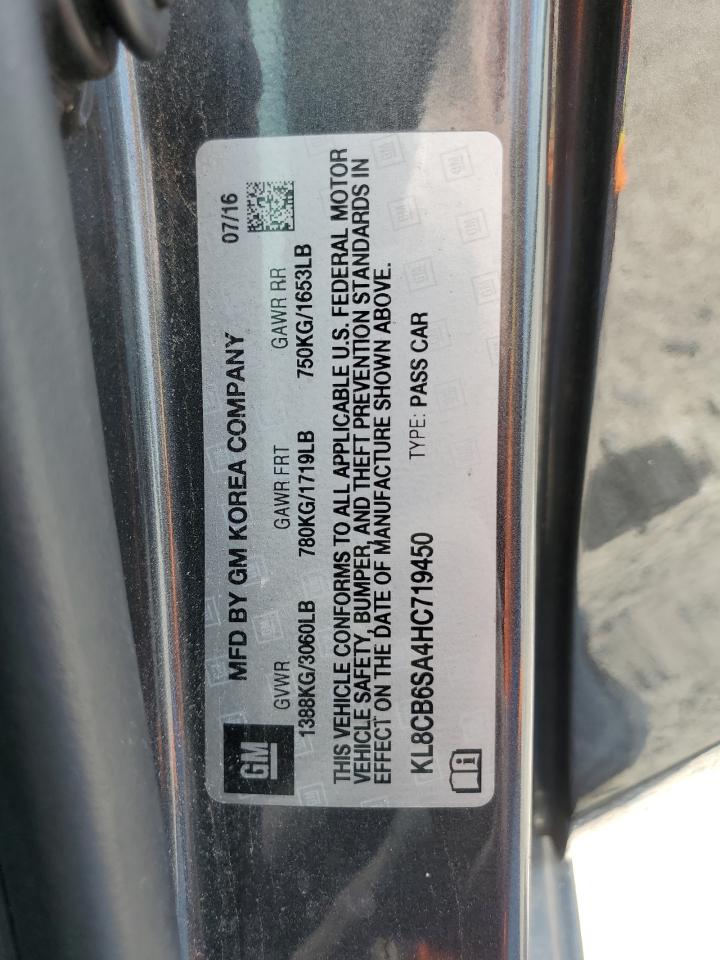 GM
MFD BY GM KOREA COMPANY 07/16
GVWR GAWR FRT GAWR RR
1388KG/3060LB 780KG/1719LB 750KG/1653LB
THIS VEHICLE CONFORMS TO ALL APPLICABLE U.S. FEDERAL MOTOR
VEHICLE SAFETY, BUMPER, AND THEFT PREVENTION STANDARDS IN
EFFECT ON THE DATE OF MANUFACTURE SHOWN ABOVE.
KL8CB6SA4HC719450 TYPE: PASS CAR